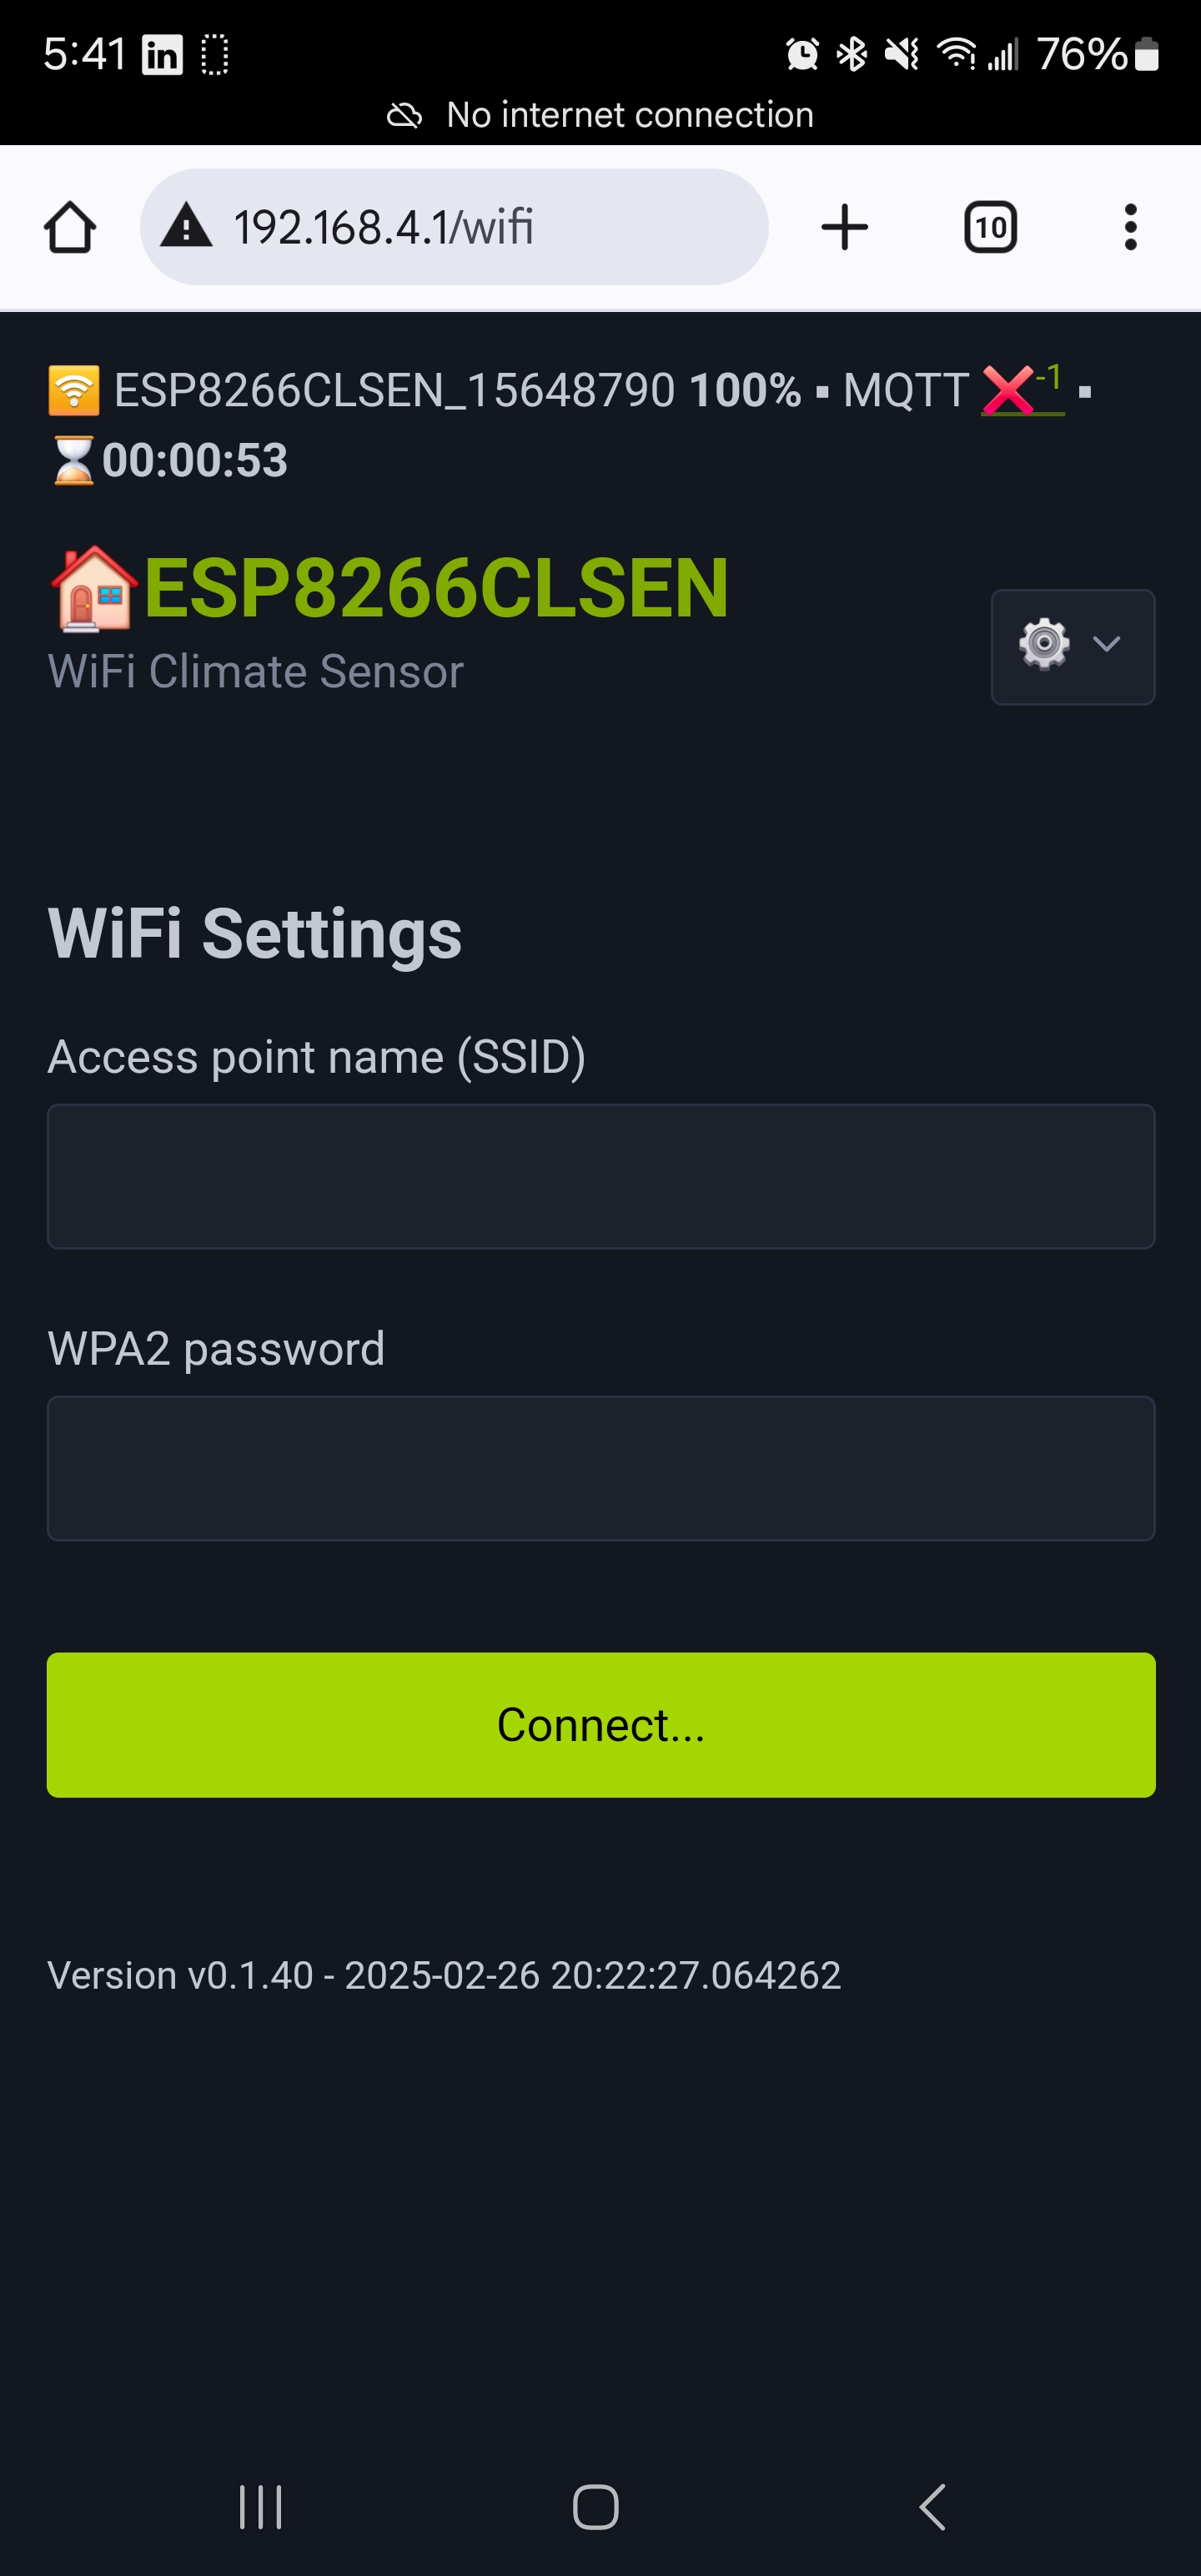 5:41 in 76%
No internet connection
192.168.4.1/wifi 10
ESP8266CLSEN_15648790 100% ▪ MQTT ❌-1 ▪
⌛00:00:53
🏠ESP8266CLSEN
WiFi Climate Sensor
WiFi Settings
Access point name (SSID)
WPA2 password
Connect...
Version v0.1.40 - 2025-02-26 20:22:27.064262